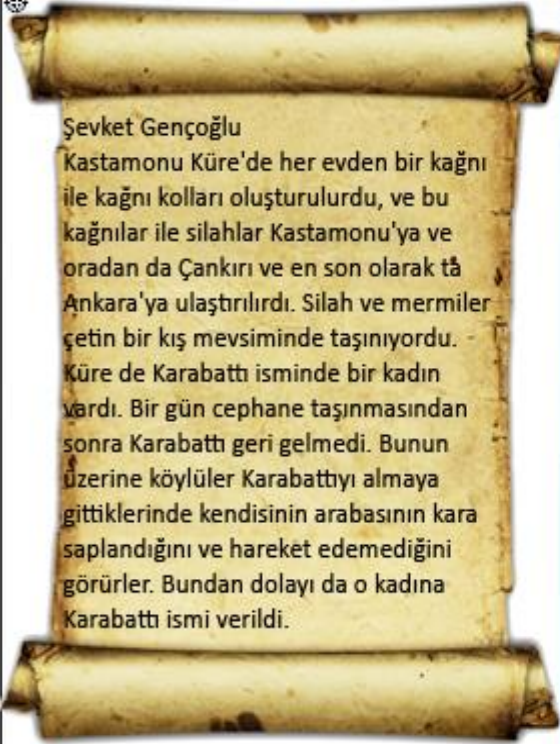 Şevket Gençoğlu
Kastamonu Küre'de her evden bir kağnı
ile kağnı kolları oluşturulurdu, ve bu
kağnılar ile silahlar Kastamonu'ya ve
oradan da Çankırı ve en son olarak tâ
Ankara'ya ulaştırılırdı. Silah ve mermiler
çetin bir kış mevsiminde taşınıyordu.
Küre de Karabattı isminde bir kadın
vardı. Bir gün cephane taşınmasından
sonra Karabattı geri gelmedi. Bunun
üzerine köylüler Karabattıyı almaya
gittiklerinde kendisinin arabasının kara
saplandığını ve hareket edemediğini
görürler. Bundan dolayı da o kadına
Karabattı ismi verildi.